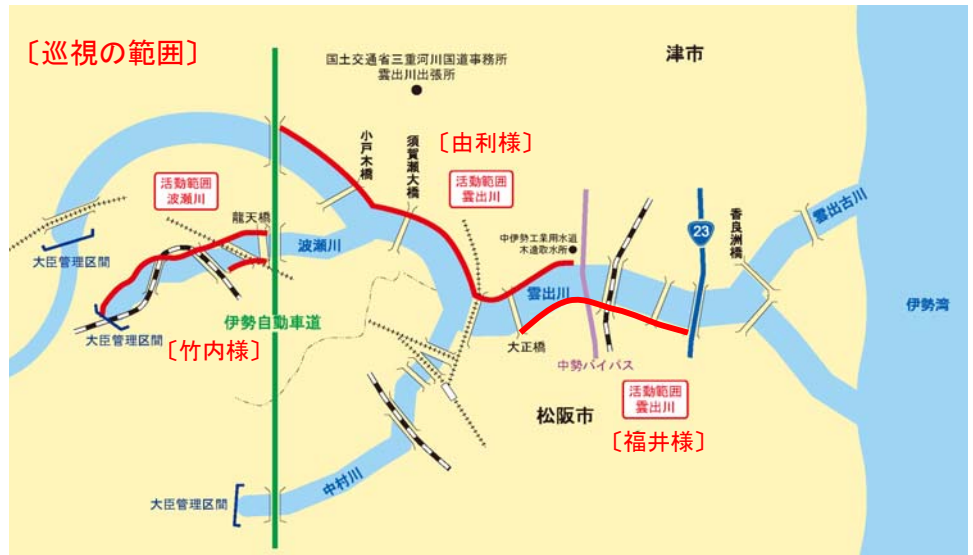 〔巡視の範囲〕
国土交通省三重河川国道事務所
雲出川出張所
津市
小戸木橋
須賀瀬大橋
〔由利様〕
活動範囲
雲出川
活動範囲
波瀬川
龍天橋
波瀬川
大臣管理区間
大臣管理区間
伊勢自動車道
〔竹内様〕
中伊勢工業用水道
木造取水所
雲出川
大正橋
中勢バイパス
23
香良洲橋
雲出古川
伊勢湾
活動範囲
雲出川
〔福井様〕
松阪市
中村川
大臣管理区間